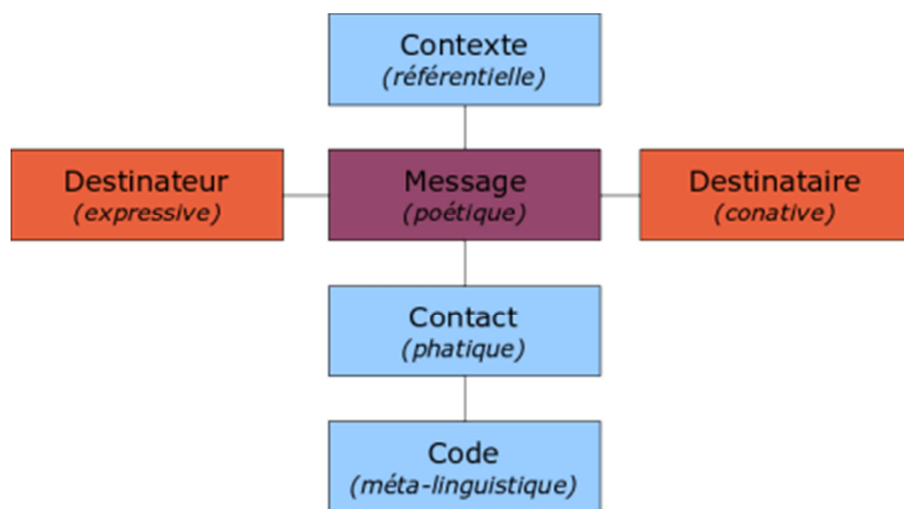 Contexte
(référentielle)
Destinateur
(expressive)
Message
(poétique)
Destinataire
(conative)
Contact
(phatique)
Code
(méta-linguistique)